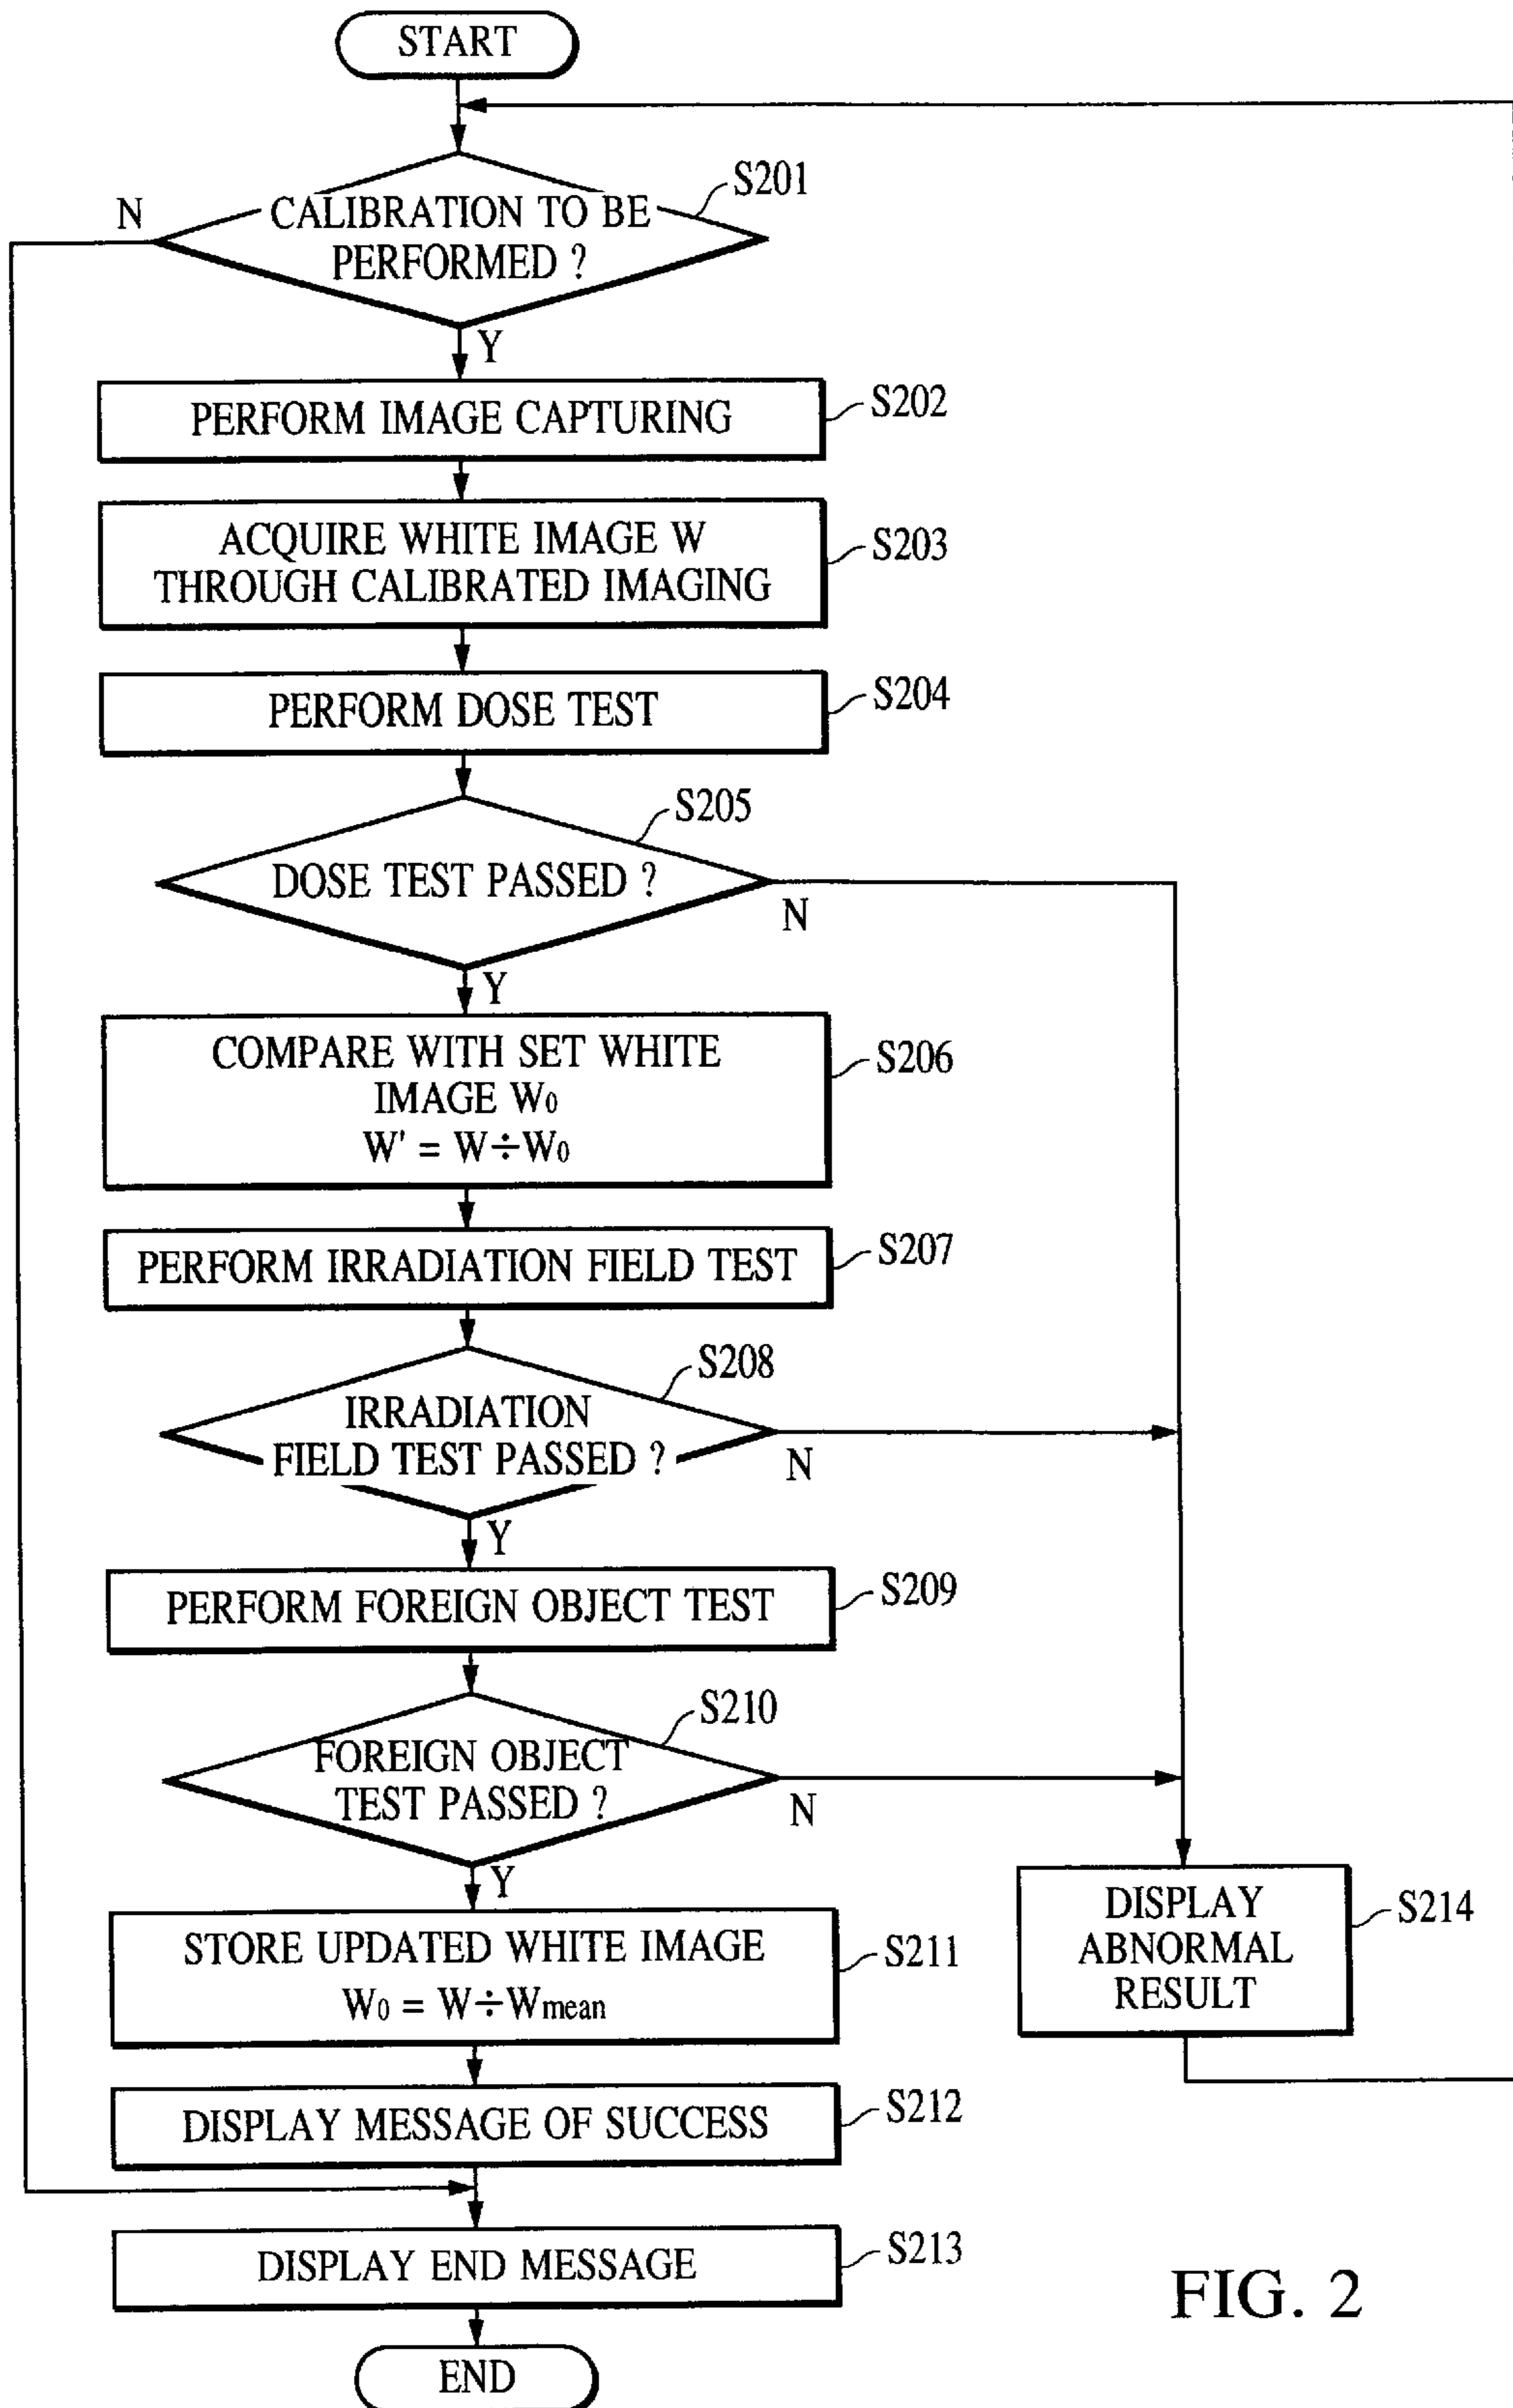 START
S201
N
CALIBRATION TO BE
PERFORMED ?
Y
PERFORM IMAGE CAPTURING
S202
ACQUIRE WHITE IMAGE W
THROUGH CALIBRATED IMAGING
S203
PERFORM DOSE TEST
S204
S205
DOSE TEST PASSED ?
N
Y
COMPARE WITH SET WHITE
IMAGE W₀
W' = W÷W₀
S206
PERFORM IRRADIATION FIELD TEST
S207
S208
IRRADIATION
FIELD TEST PASSED ?
N
Y
PERFORM FOREIGN OBJECT TEST
S209
S210
FOREIGN OBJECT
TEST PASSED ?
N
Y
STORE UPDATED WHITE IMAGE
W₀ = W÷Wmean
S211
DISPLAY
ABNORMAL
RESULT
S214
DISPLAY MESSAGE OF SUCCESS
S212
DISPLAY END MESSAGE
S213
END
FIG. 2